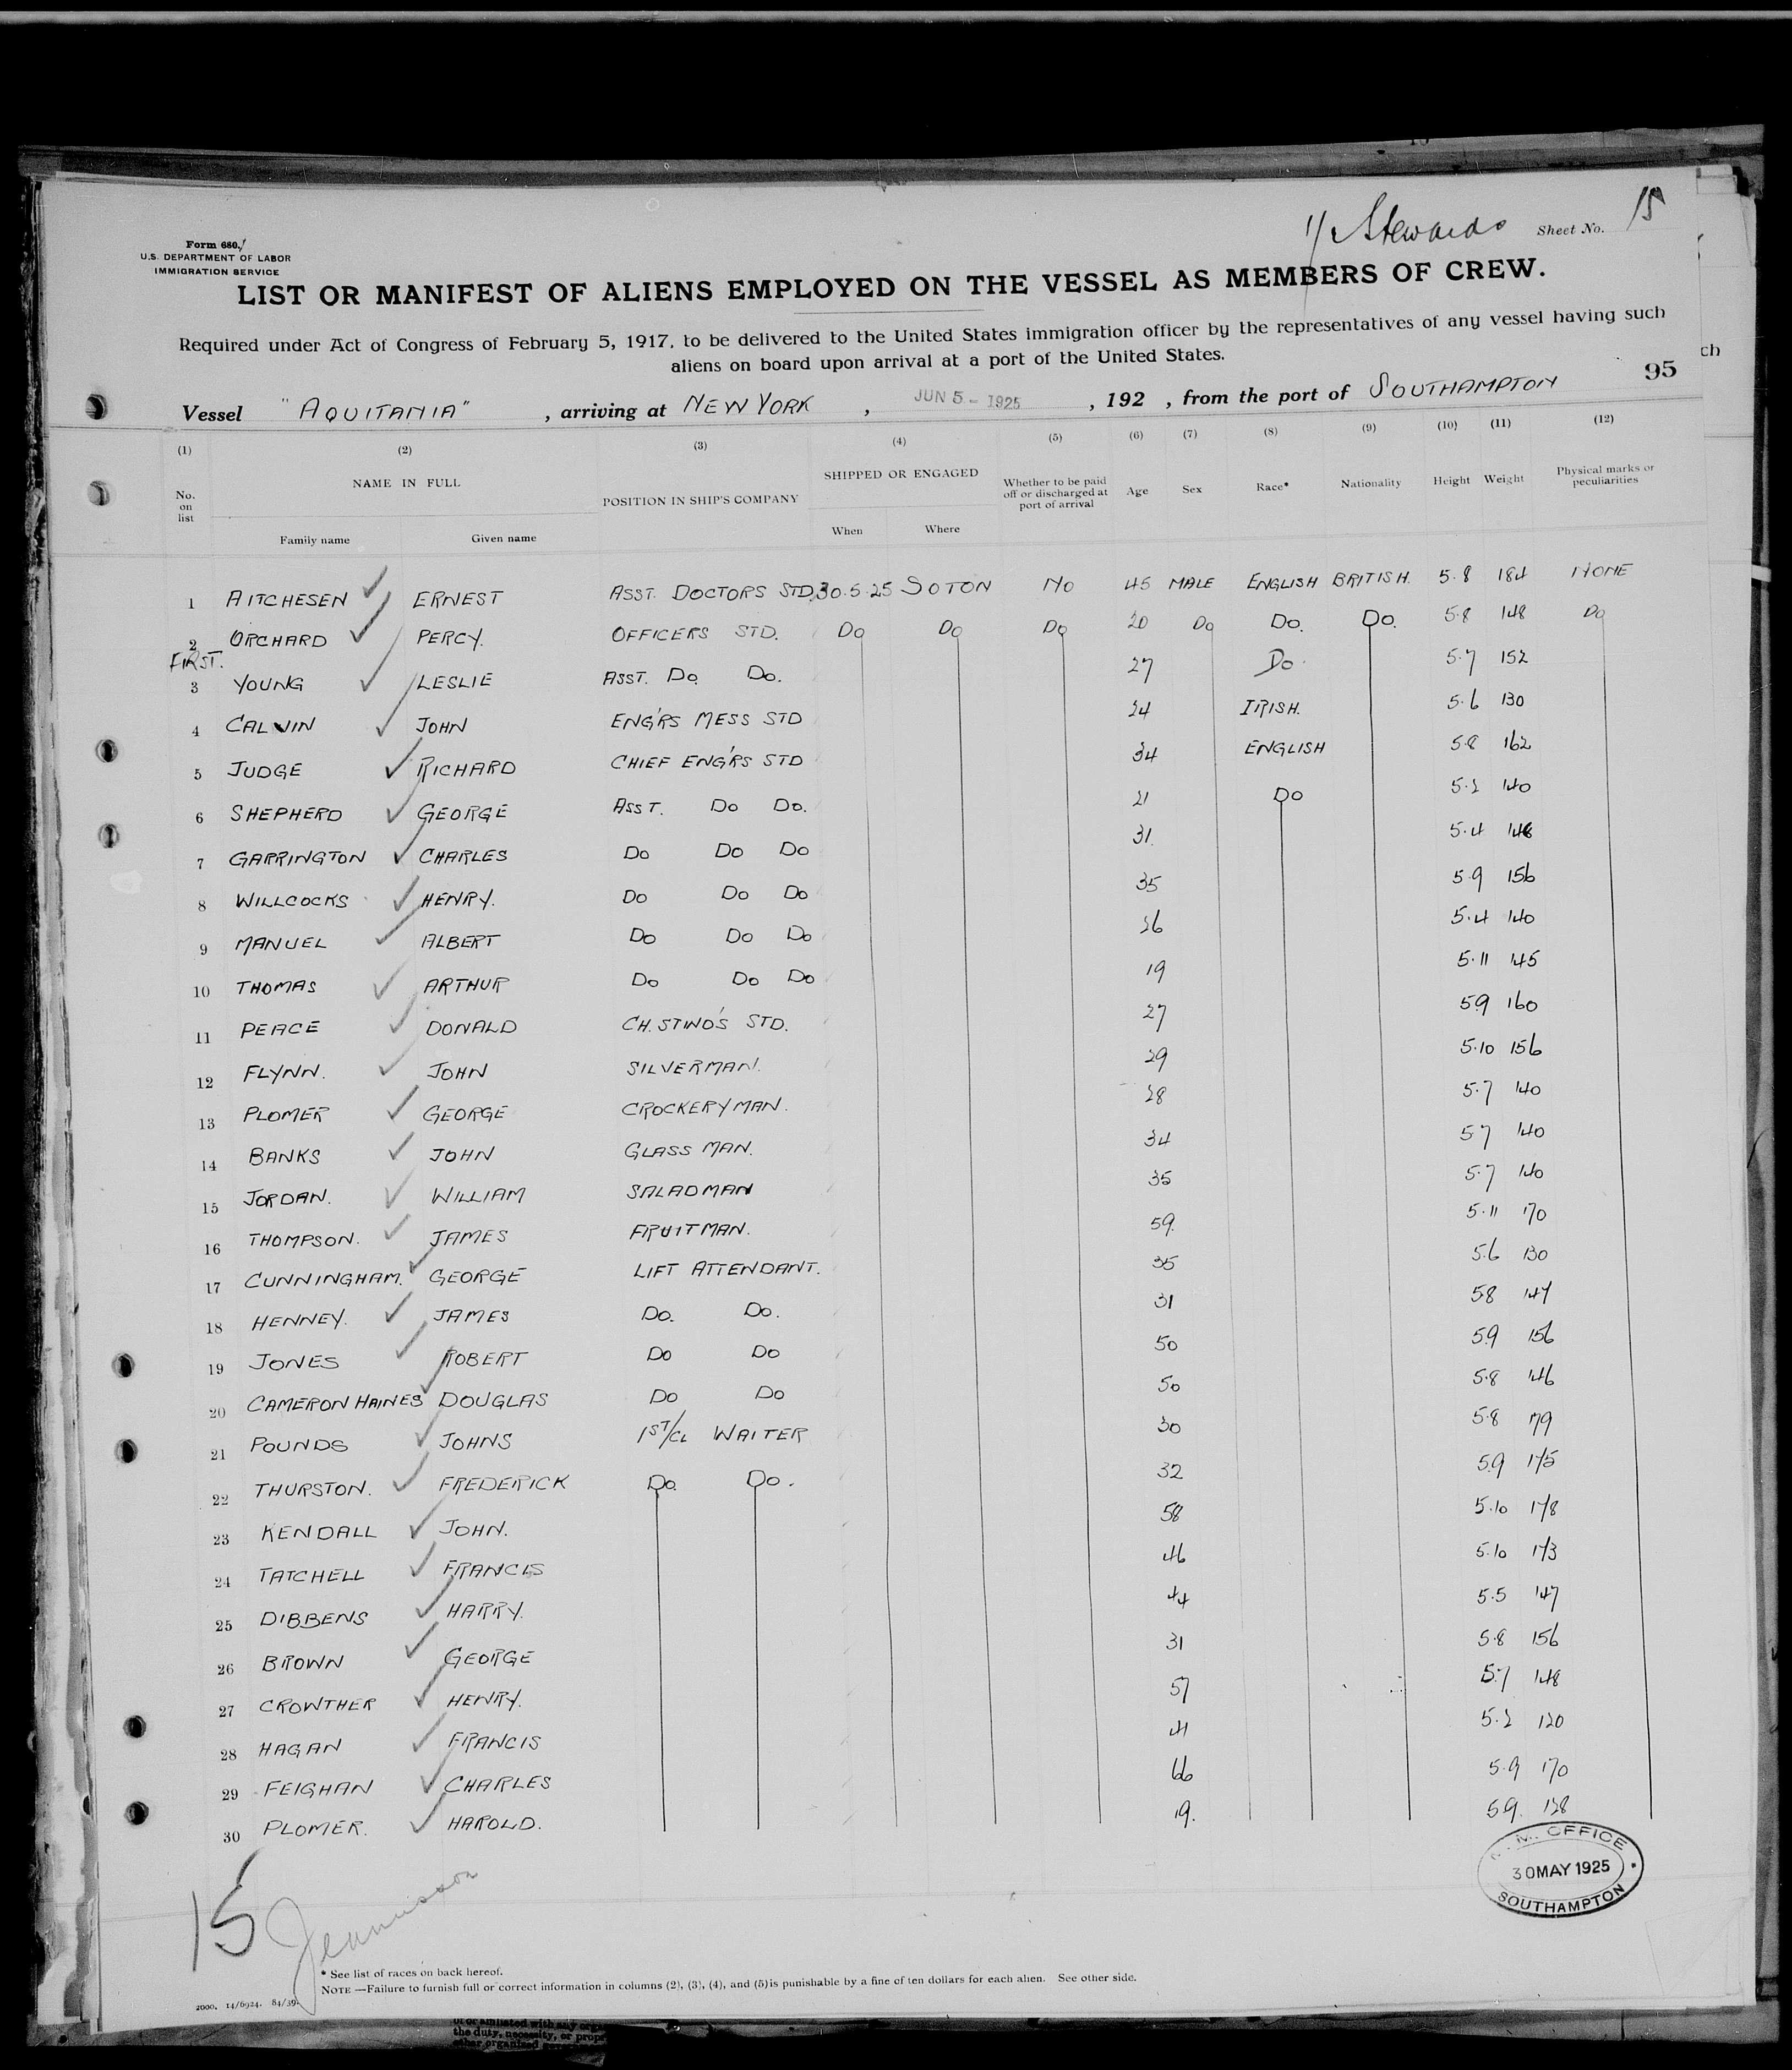 1/ Stewards Sheet No. 15
Form 680.
U.S. DEPARTMENT OF LABOR
IMMIGRATION SERVICE
LIST OR MANIFEST OF ALIENS EMPLOYED ON THE VESSEL AS MEMBERS OF CREW.
Required under Act of Congress of February 5, 1917, to be delivered to the United States immigration officer by the representatives of any vessel having such
aliens on board upon arrival at a port of the United States.
ch
95
Vessel "AQUITANIA", arriving at NEW YORK, JUN 5 - 1925, 192 , from the port of SOUTHAMPTON
(1) (2) (3) (4) (5) (6) (7) (8) (9) (10) (11) (12)
No. on list NAME IN FULL POSITION IN SHIP'S COMPANY SHIPPED OR ENGAGED Whether to be paid off or discharged at port of arrival Age Sex Race* Nationality Height Weight Physical marks or peculiarities
Family name Given name When Where
1 AITCHESEN ERNEST ASST. DOCTORS STD. 30.5.25 SOTON NO 45 MALE ENGLISH BRITISH. 5.8 184 NONE
2 ORCHARD PERCY. OFFICERS STD. Do Do Do 20 Do Do. Do. 5.8 148 Do
FIRST.
3 YOUNG LESLIE ASST. Do Do. 27 Do. 5.7 152
4 CALVIN JOHN ENG'RS MESS STD 24 IRISH. 5.6 130
5 JUDGE RICHARD CHIEF ENG'RS STD 34 ENGLISH 5.8 162
6 SHEPHERD GEORGE ASST. Do Do. 21 Do 5.2 140
7 GARRINGTON CHARLES Do Do Do 31. 5.4 148
8 WILLCOCKS HENRY. Do Do Do 35 5.9 156
9 MANUEL ALBERT Do Do Do 26 5.4 140
10 THOMAS ARTHUR Do Do Do 19 5.11 145
11 PEACE DONALD CH. STWD'S STD. 27 5.9 160
12 FLYNN. JOHN SILVERMAN. 29 5.10 156
13 PLOMER GEORGE CROCKERYMAN. 28 5.7 140
14 BANKS JOHN GLASS MAN. 34 5.7 140
15 JORDAN. WILLIAM SALADMAN 35 5.7 140
16 THOMPSON. JAMES FRUITMAN. 59. 5.11 170
17 CUNNINGHAM. GEORGE LIFT ATTENDANT. 35 5.6 130
18 HENNEY. JAMES Do. Do. 31 5.8 147
19 JONES ROBERT Do Do 50 5.9 156
20 CAMERON HAINES DOUGLAS Do Do 50 5.8 146
21 POUNDS JOHNS 1ST/CL WAITER 30 5.8 179
22 THURSTON. FREDERICK Do. Do. 32 5.9 175
23 KENDALL JOHN. 58 5.10 178
24 TATCHELL FRANCIS 46 5.10 173
25 DIBBENS HARRY. 44 5.5 147
26 BROWN GEORGE 31 5.8 156
27 CROWTHER HENRY. 57 5.7 148
28 HAGAN FRANCIS 41 5.2 120
29 FEIGHAN CHARLES 66 5.9 170
30 PLOMER. HAROLD. 19. 5.9. 138
M. OFFICE
30 MAY 1925
SOUTHAMPTON
15 Jennisson
* See list of races on back hereof.
NOTE —Failure to furnish full or correct information in columns (2), (3), (4), and (5) is punishable by a fine of ten dollars for each alien. See other side.
2000. 14/6924. 84/39.
the duty, necessity, or